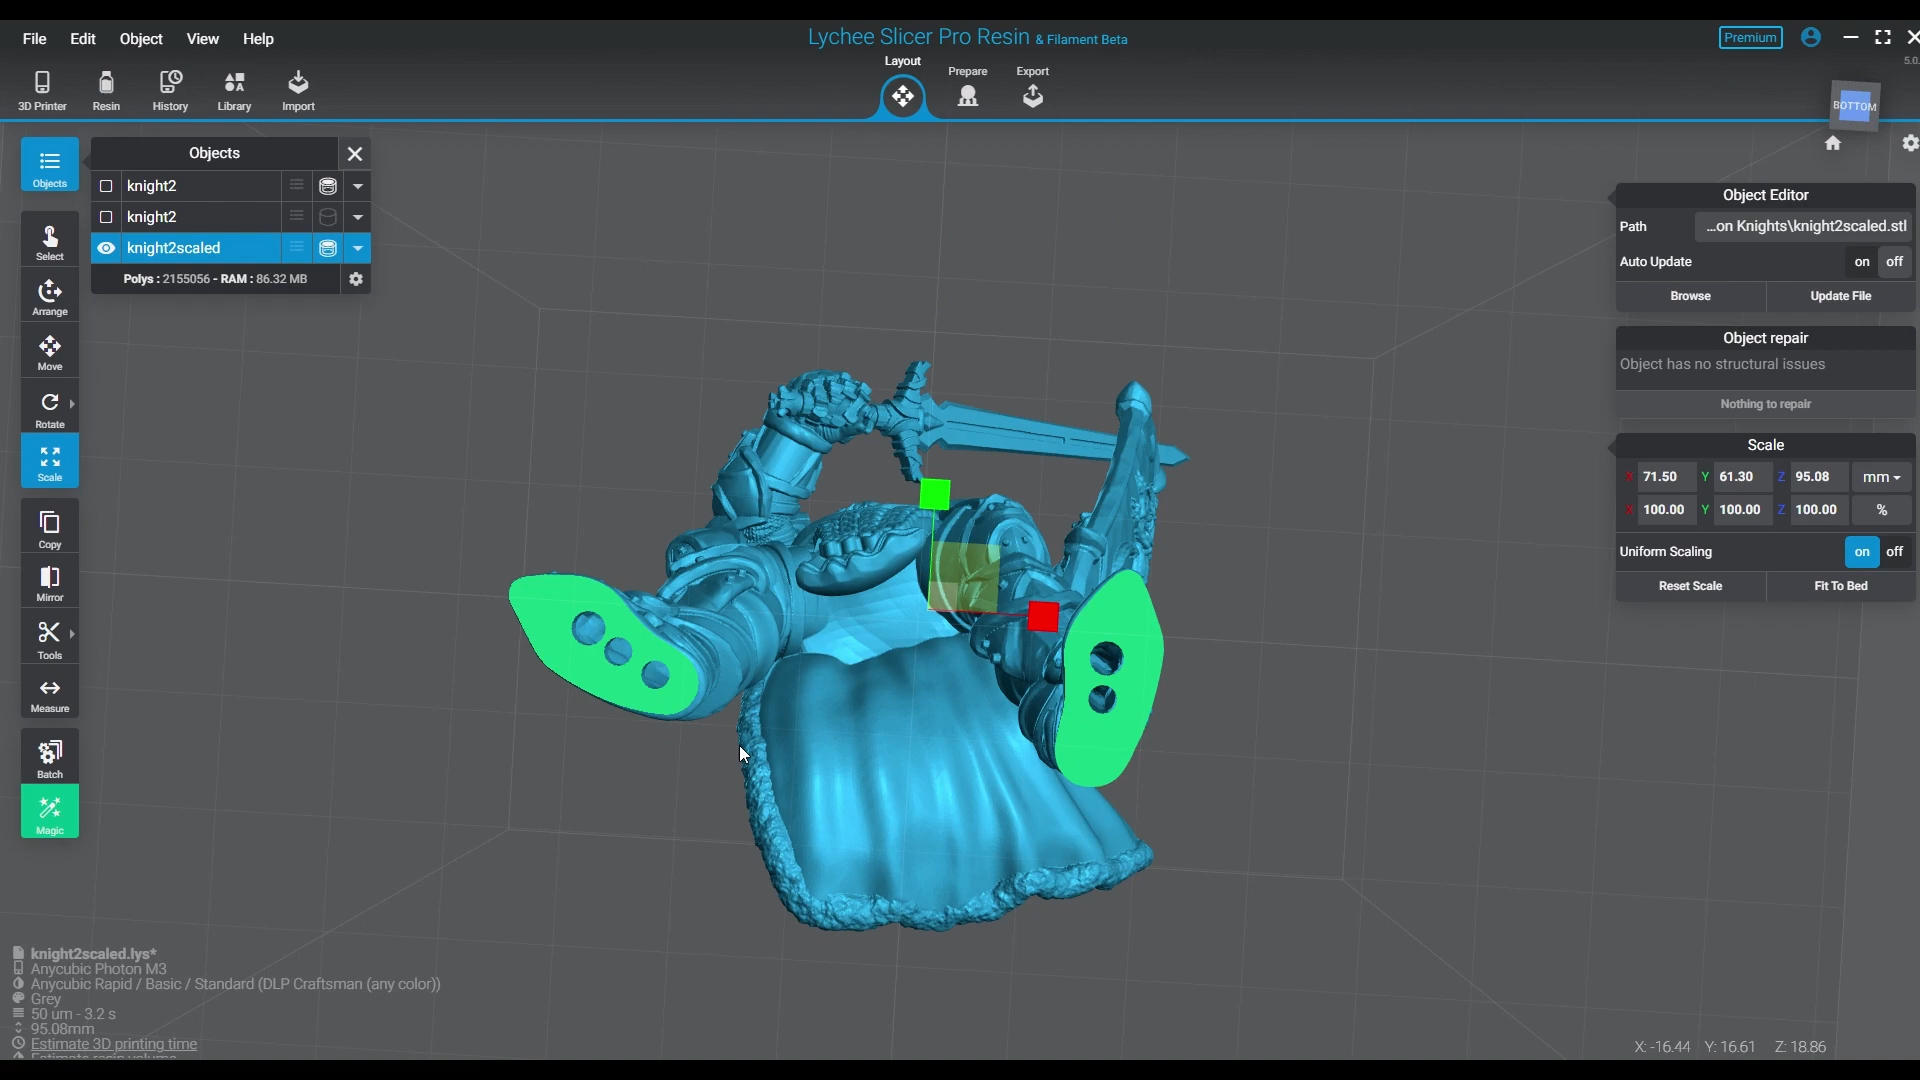 File Edit Object View Help
Lychee Slicer Pro Resin & Filament Beta
Premium
5.0.
Layout
Prepare
Export
3D Printer
Resin
History
Library
Import
BOTTOM
Objects
Objects
knight2
knight2
knight2scaled
Polys : 2155056 - RAM : 86.32 MB
Select
Arrange
Move
Rotate
Scale
Copy
Mirror
Tools
Measure
Batch
Magic
Object Editor
Path ...on Knights\knight2scaled.stl
Auto Update on off
Browse Update File
Object repair
Object has no structural issues
Nothing to repair
Scale
X 71.50 Y 61.30 Z 95.08 mm
X 100.00 Y 100.00 Z 100.00 %
Uniform Scaling on off
Reset Scale Fit To Bed
knight2scaled.lys*
Anycubic Photon M3
Anycubic Rapid / Basic / Standard (DLP Craftsman (any color))
Grey
50 um - 3.2 s
95.08mm
Estimate 3D printing time
Estimate resin volume
X: -16.44 Y: 16.61 Z: 18.86